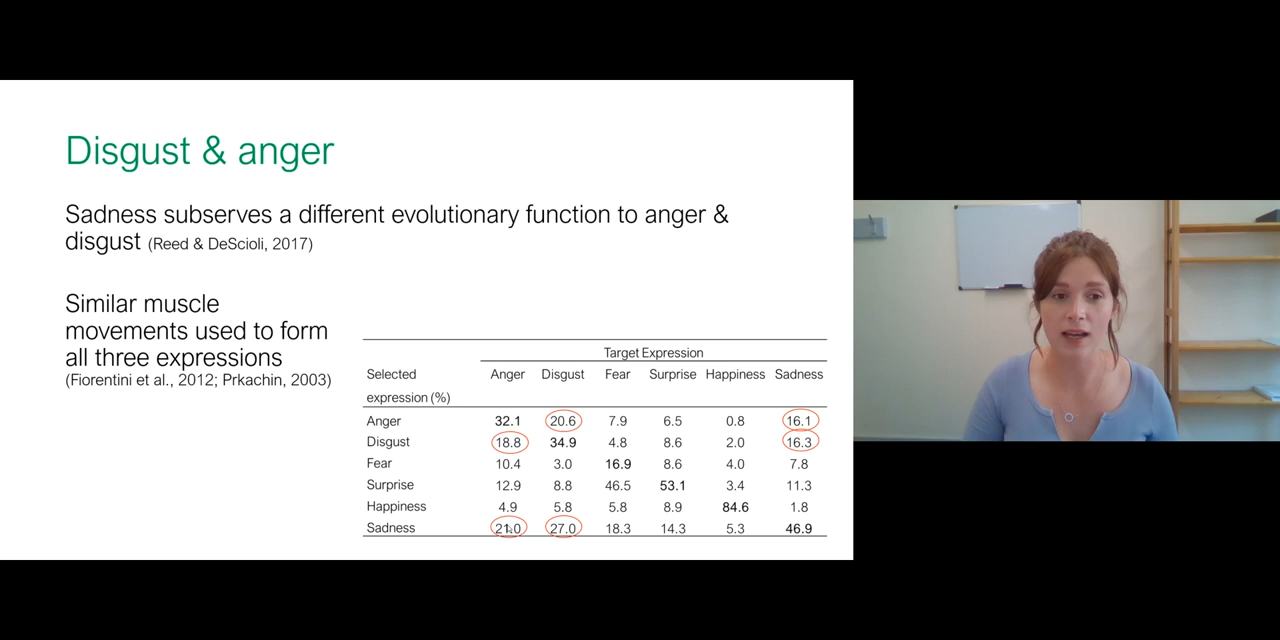 Disgust & anger
Sadness subserves a different evolutionary function to anger &
disgust (Reed & DeScioli, 2017)
Similar muscle
movements used to form
all three expressions
(Fiorentini et al., 2012; Prkachin, 2003)
Target Expression
Selected Anger Disgust Fear Surprise Happiness Sadness
expression (%)
Anger 32.1 20.6 7.9 6.5 0.8 16.1
Disgust 18.8 34.9 4.8 8.6 2.0 16.3
Fear 10.4 3.0 16.9 8.6 4.0 7.8
Surprise 12.9 8.8 46.5 53.1 3.4 11.3
Happiness 4.9 5.8 5.8 8.9 84.6 1.8
Sadness 21.0 27.0 18.3 14.3 5.3 46.9